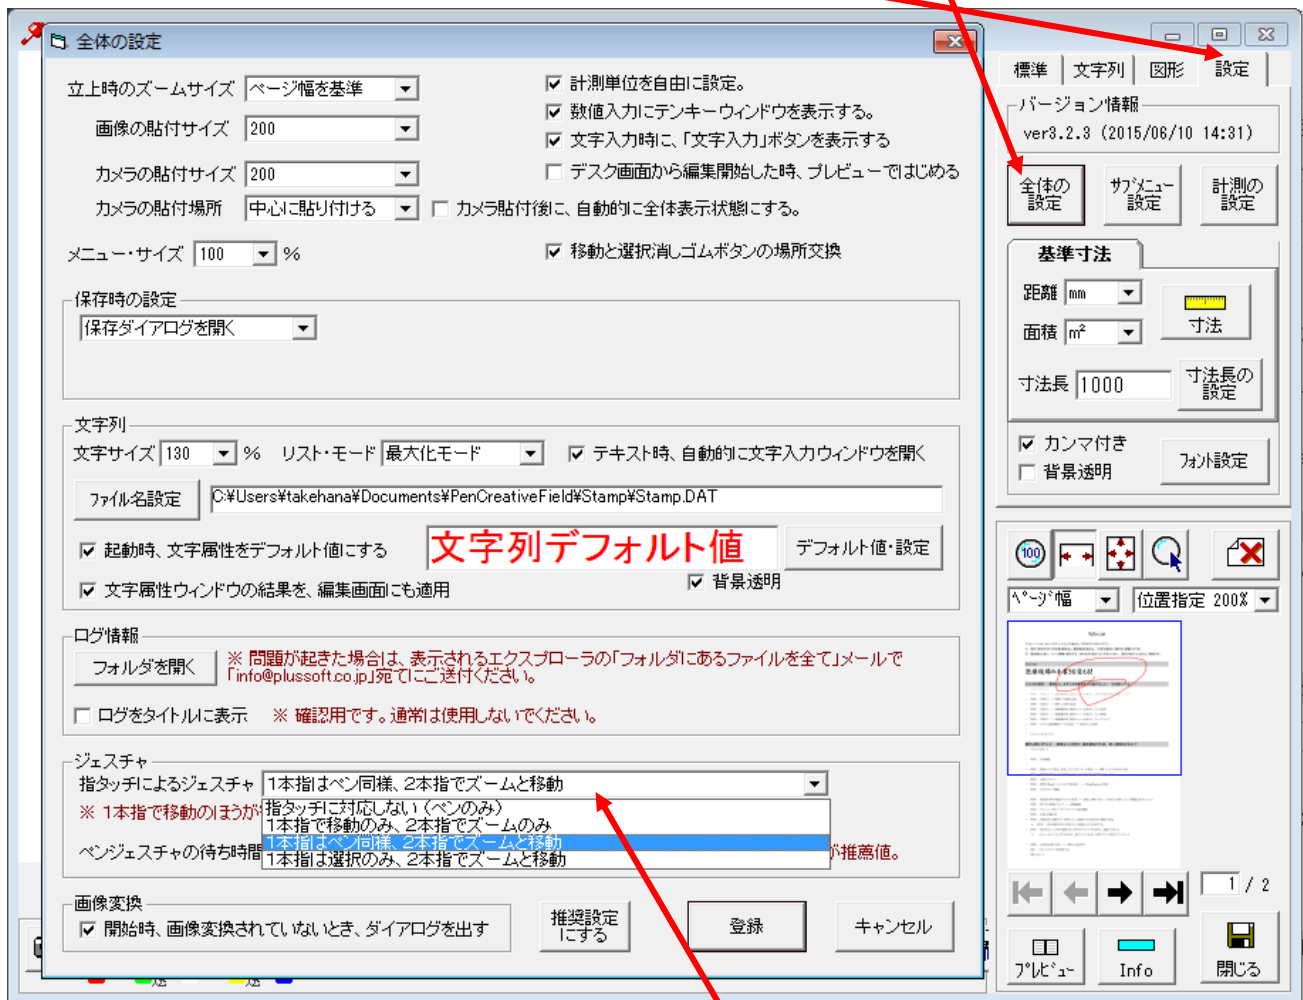 全体の設定
立上時のズームサイズ ページ幅を基準
画像の貼付サイズ 200
カメラの貼付サイズ 200
カメラの貼付場所 中心に貼り付ける
カメラ貼付後に、自動的に全体表示状態にする。
メニュー・サイズ 100 %
計測単位を自由に設定。
数値入力にテンキーウィンドウを表示する。
文字入力時に、「文字入力」ボタンを表示する
デスク画面から編集開始した時、プレビューではじめる
移動と選択消しゴムボタンの場所交換
保存時の設定
保存ダイアログを開く
文字列
文字サイズ 130 % リスト・モード 最大化モード テキスト時、自動的に文字入力ウィンドウを開く
ファイル名設定 C:¥Users¥takehana¥Documents¥PenCreativeField¥Stamp¥Stamp.DAT
起動時、文字属性をデフォルト値にする 文字列デフォルト値 デフォルト値・設定
文字属性ウィンドウの結果を、編集画面にも適用 背景透明
ログ情報
フォルダを開く ※ 問題が起きた場合は、表示されるエクスプローラの「フォルダにあるファイルを全て」メールで
「info@plussoft.co.jp」宛てにご送付ください。
ログをタイトルに表示 ※ 確認用です。通常は使用しないでください。
ジェスチャ
指タッチによるジェスチャ 1本指はペン同様、2本指でズームと移動
※ 1本指で移動のほうが
指タッチに対応しない(ペンのみ)
1本指で移動のみ、2本指でズームのみ
1本指はペン同様、2本指でズームと移動
1本指は選択のみ、2本指でズームと移動
ペンジェスチャの待ち時間 が推薦値。
画像変換
開始時、画像変換されていないとき、ダイアログを出す
推奨設定
にする
登録
キャンセル
標準 文字列 図形 設定
バージョン情報
ver3.2.3 (2015/06/10 14:31)
全体の
設定
サブメニュー
設定
計測の
設定
基準寸法
距離 mm
面積 m²
寸法
寸法長 1000
寸法長の
設定
カンマ付き
背景透明
フォント設定
100
ページ幅 位置指定 200%
医療現場の本音36変化!
1 / 2
プレビュー
Info
閉じる